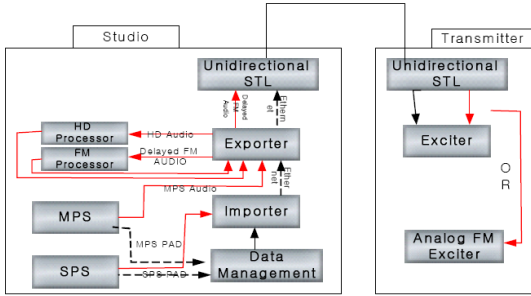 Studio
Transmitter
Unidirectional
STL
Unidirectional
STL
Delayed
FM
Audio
Ethern
et
HD
Processor
HD Audio
Exporter
Exciter
FM
Processor
Delayed FM
AUDIO
Ether
net
OR
MPS Audio
MPS
Importer
Analog FM
Exciter
MPS PAD
SPS
Data
Management
SPS PAD